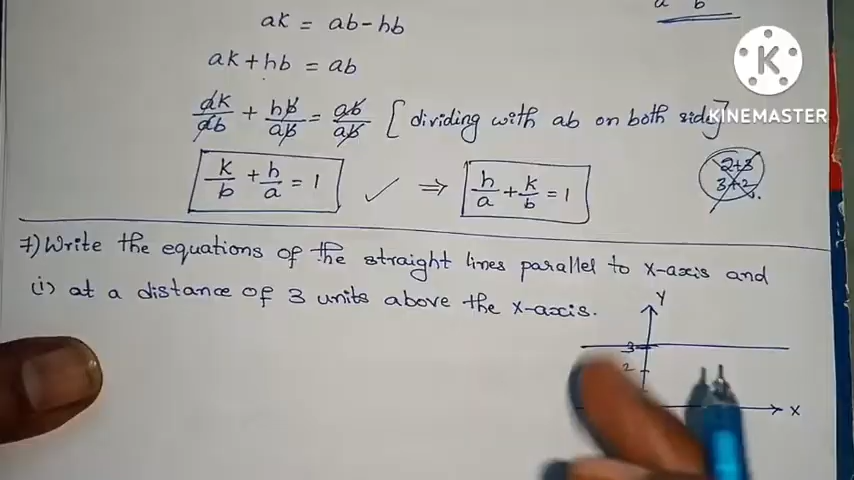 a b
ak = ab-hb
ak+hb = ab
ak/ab + hb/ab = ab/ab [dividing with ab on both side]
KINEMASTER
k/b + h/a = 1 ✓ ⇒ h/a + k/b = 1
2+3
3+2
7) Write the equations of the straight lines parallel to x-axis and
(i) at a distance of 3 units above the x-axis.
Y
3
2
X